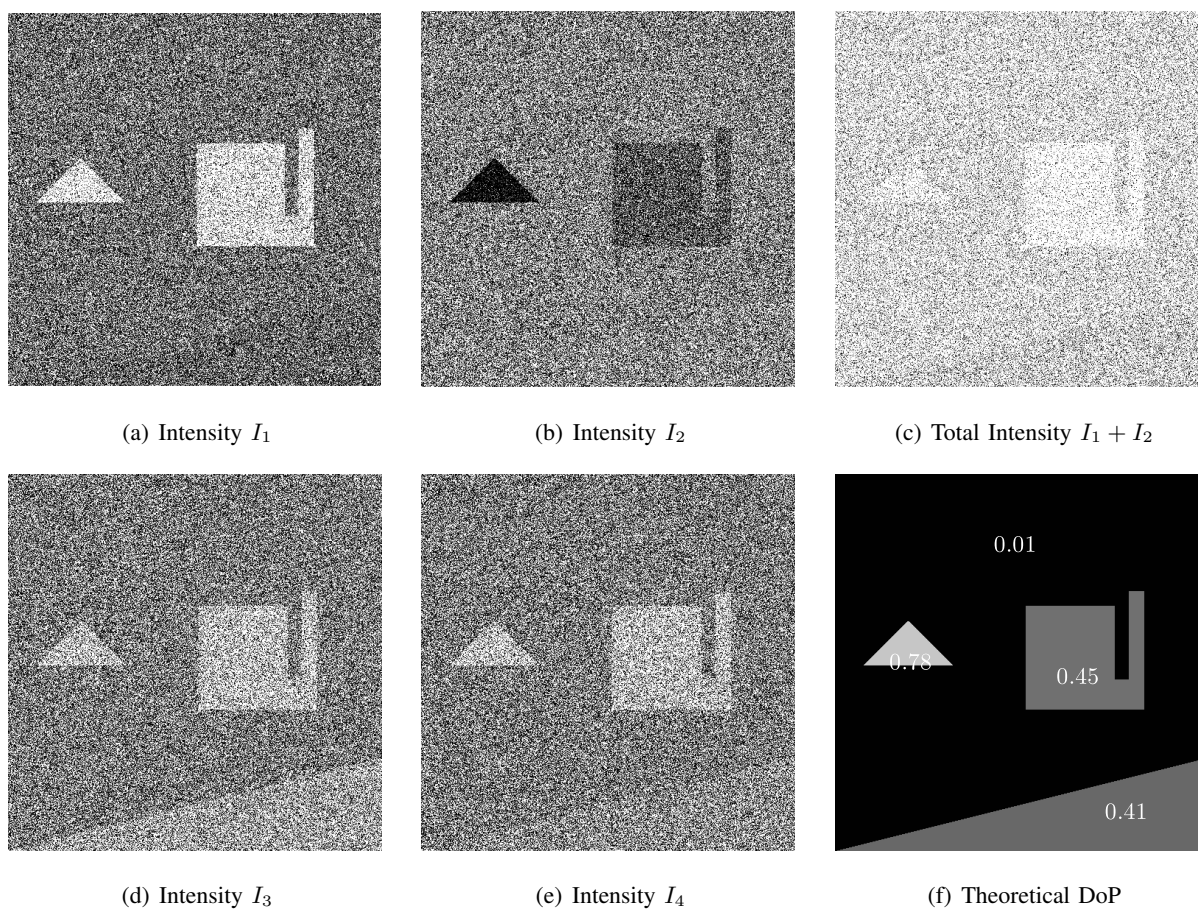 (a) Intensity I₁
(b) Intensity I₂
(c) Total Intensity I₁ + I₂
0.01
0.78
0.45
0.41
(d) Intensity I₃
(e) Intensity I₄
(f) Theoretical DoP